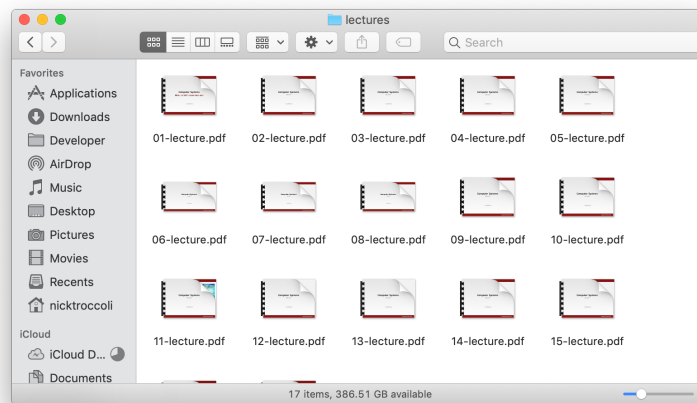 lectures
Search
Favorites
Applications
Downloads
Developer
AirDrop
Music
Desktop
Pictures
Movies
Recents
nicktroccoli
iCloud
iCloud D...
Documents
01-lecture.pdf 02-lecture.pdf 03-lecture.pdf 04-lecture.pdf 05-lecture.pdf
06-lecture.pdf 07-lecture.pdf 08-lecture.pdf 09-lecture.pdf 10-lecture.pdf
11-lecture.pdf 12-lecture.pdf 13-lecture.pdf 14-lecture.pdf 15-lecture.pdf
17 items, 386.51 GB available